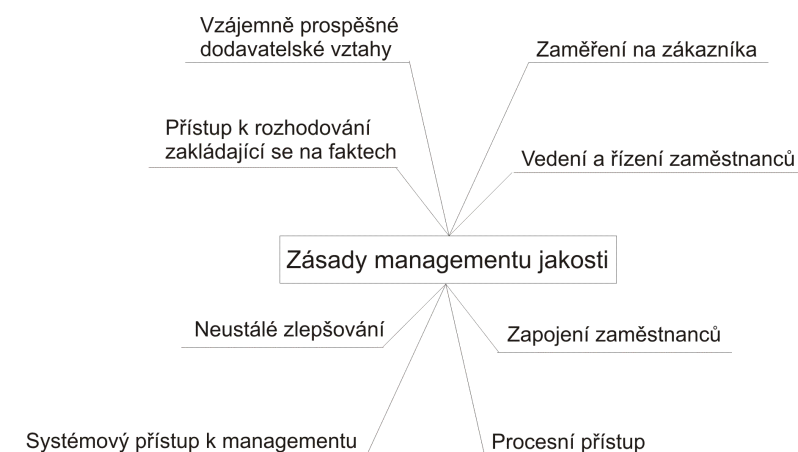 Vzájemně prospěšné
dodavatelské vztahy
Zaměření na zákazníka
Přístup k rozhodování
zakládající se na faktech
Vedení a řízení zaměstnanců
Zásady managementu jakosti
Neustálé zlepšování
Zapojení zaměstnanců
Systémový přístup k managementu
Procesní přístup